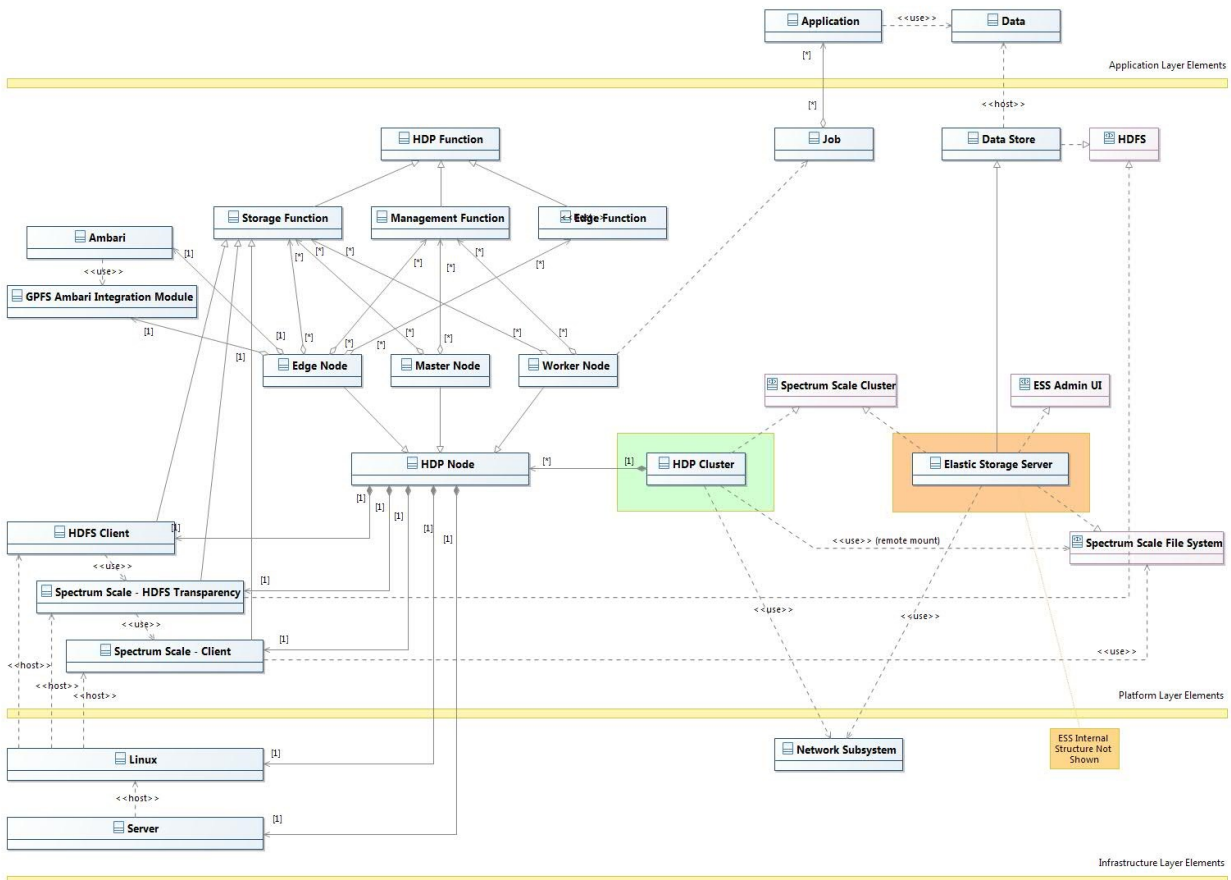 Application
<<use>>
Data
[*]
Application Layer Elements
[*]
<<host>>
HDP Function
Job
Data Store
HDFS
Storage Function
Management Function
Edge Function
Ambari
[1]
[*]
[*]
[*]
[*]
[*]
[*]
[*]
<<use>>
GPFS Ambari Integration Module
[1]
[1]
[*]
[*]
[*]
[*]
[*]
[*]
[*]
[1]
Edge Node
Master Node
Worker Node
Spectrum Scale Cluster
ESS Admin UI
HDP Node
[*]
[1]
HDP Cluster
Elastic Storage Server
[1]
[1]
[1]
[1]
[1]
HDFS Client
[1]
<<use>> (remote mount)
Spectrum Scale File System
<<use>>
[1]
Spectrum Scale - HDFS Transparency
<<use>>
<<use>>
<<use>>
[1]
Spectrum Scale - Client
<<use>>
<<host>>
<<host>>
<<host>>
Platform Layer Elements
Linux
[1]
Network Subsystem
ESS Internal
Structure Not
Shown
<<host>>
Server
[1]
Infrastructure Layer Elements